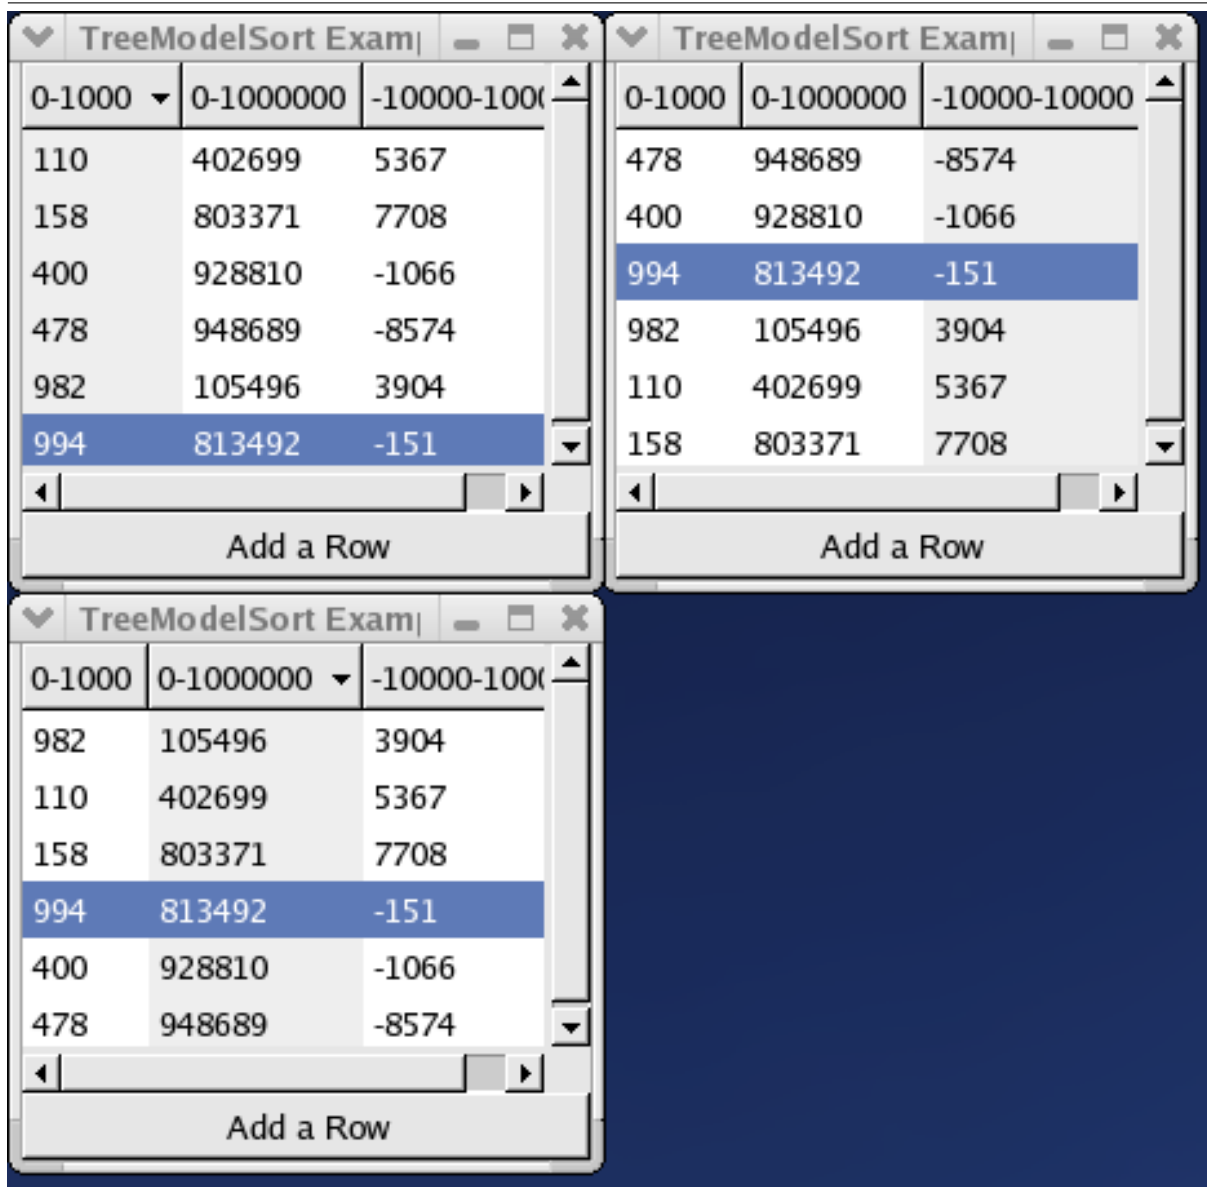 TreeModelSort Exam
0-1000 0-1000000 -10000-1000
110 402699 5367
158 803371 7708
400 928810 -1066
478 948689 -8574
982 105496 3904
994 813492 -151
Add a Row
TreeModelSort Exam
0-1000 0-1000000 -10000-10000
478 948689 -8574
400 928810 -1066
994 813492 -151
982 105496 3904
110 402699 5367
158 803371 7708
Add a Row
TreeModelSort Exam
0-1000 0-1000000 -10000-1000
982 105496 3904
110 402699 5367
158 803371 7708
994 813492 -151
400 928810 -1066
478 948689 -8574
Add a Row